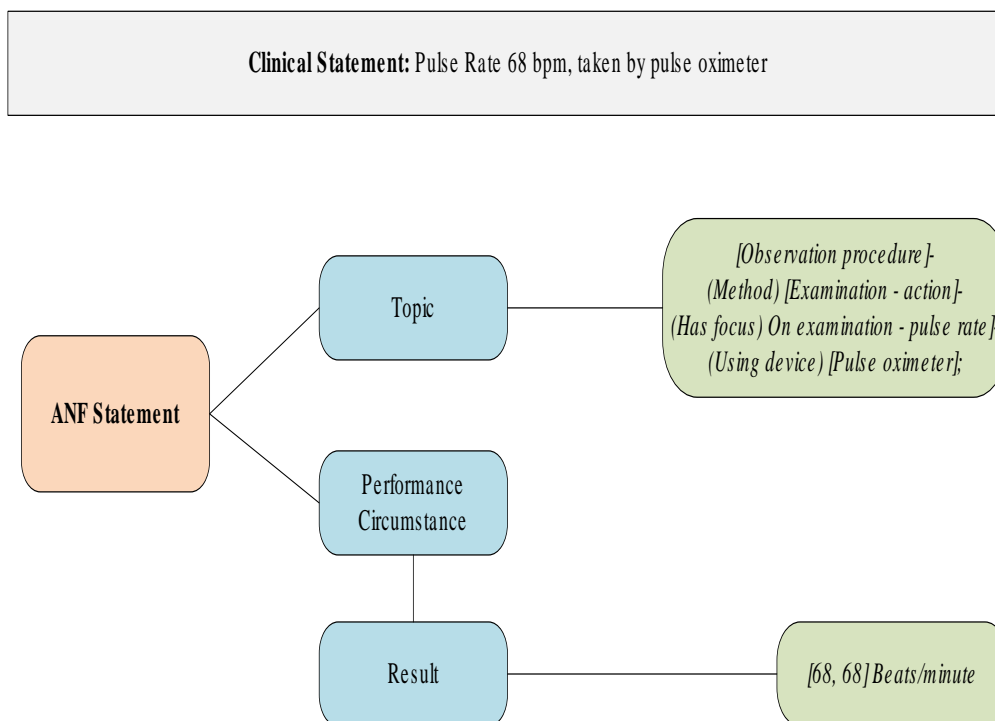 Clinical Statement: Pulse Rate 68 bpm, taken by pulse oximeter
[Observation procedure]-
(Method) [Examination - action]-
Topic
(Has focus) On examination - pulse rate]
(Using device) [Pulse oximeter];
ANF Statement
Performance
Circumstance
Result
[68, 68] Beats/minute